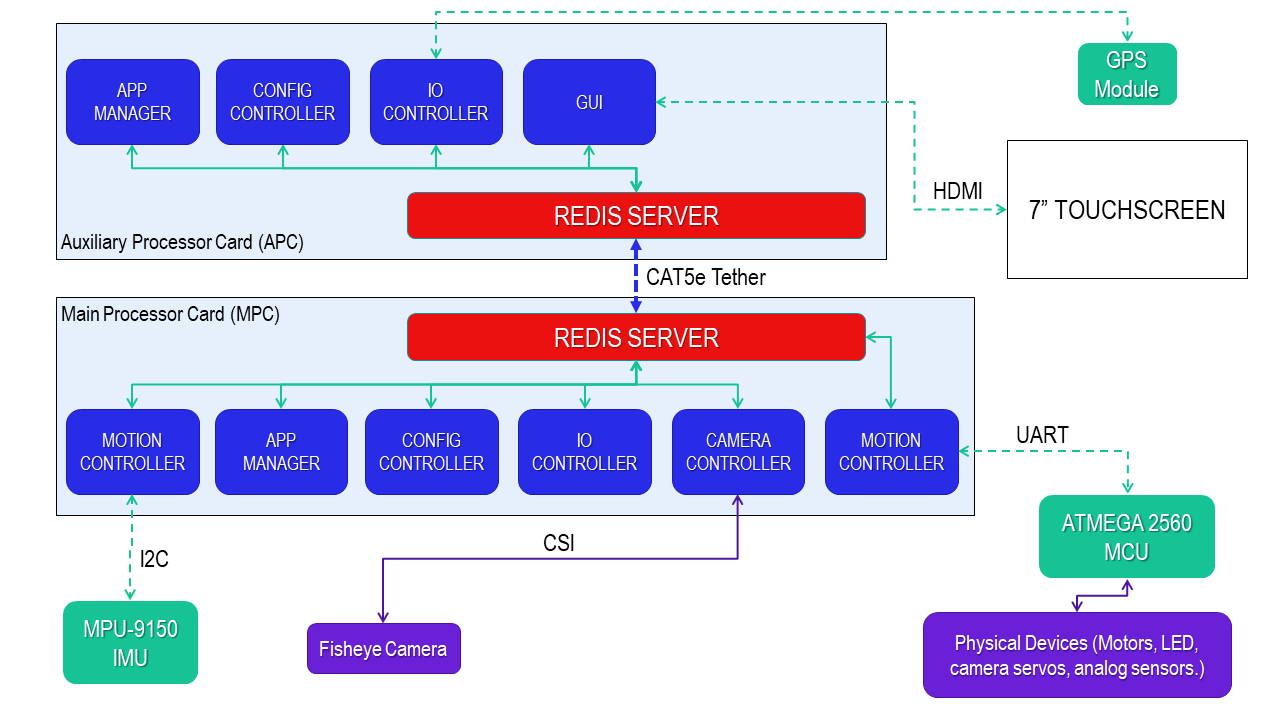 GPS
Module
APP
MANAGER
CONFIG
CONTROLLER
IO
CONTROLLER
GUI
HDMI
7” TOUCHSCREEN
REDIS SERVER
Auxiliary Processor Card (APC)
CAT5e Tether
Main Processor Card (MPC)
REDIS SERVER
MOTION
CONTROLLER
APP
MANAGER
CONFIG
CONTROLLER
IO
CONTROLLER
CAMERA
CONTROLLER
MOTION
CONTROLLER
UART
ATMEGA 2560
MCU
CSI
I2C
MPU-9150
IMU
Fisheye Camera
Physical Devices (Motors, LED,
camera servos, analog sensors.)